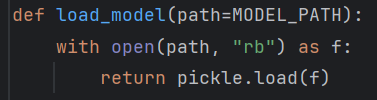 def load_model(path=MODEL_PATH):
    with open(path, "rb") as f:
        return pickle.load(f)